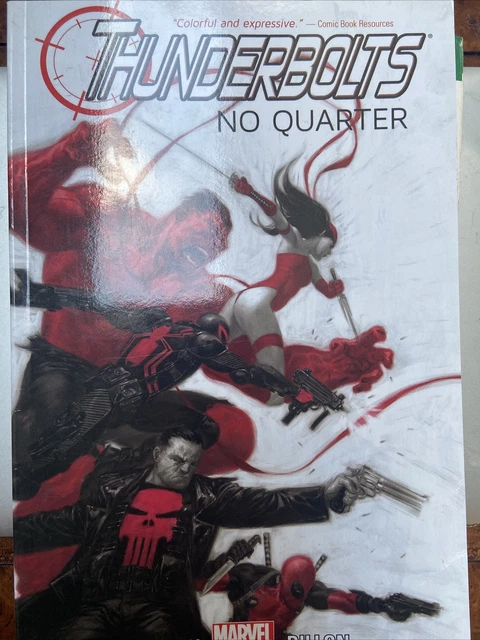 "Colorful and expressive." — Comic Book Resources
THUNDERBOLTS®
NO QUARTER
MARVEL
DILLON